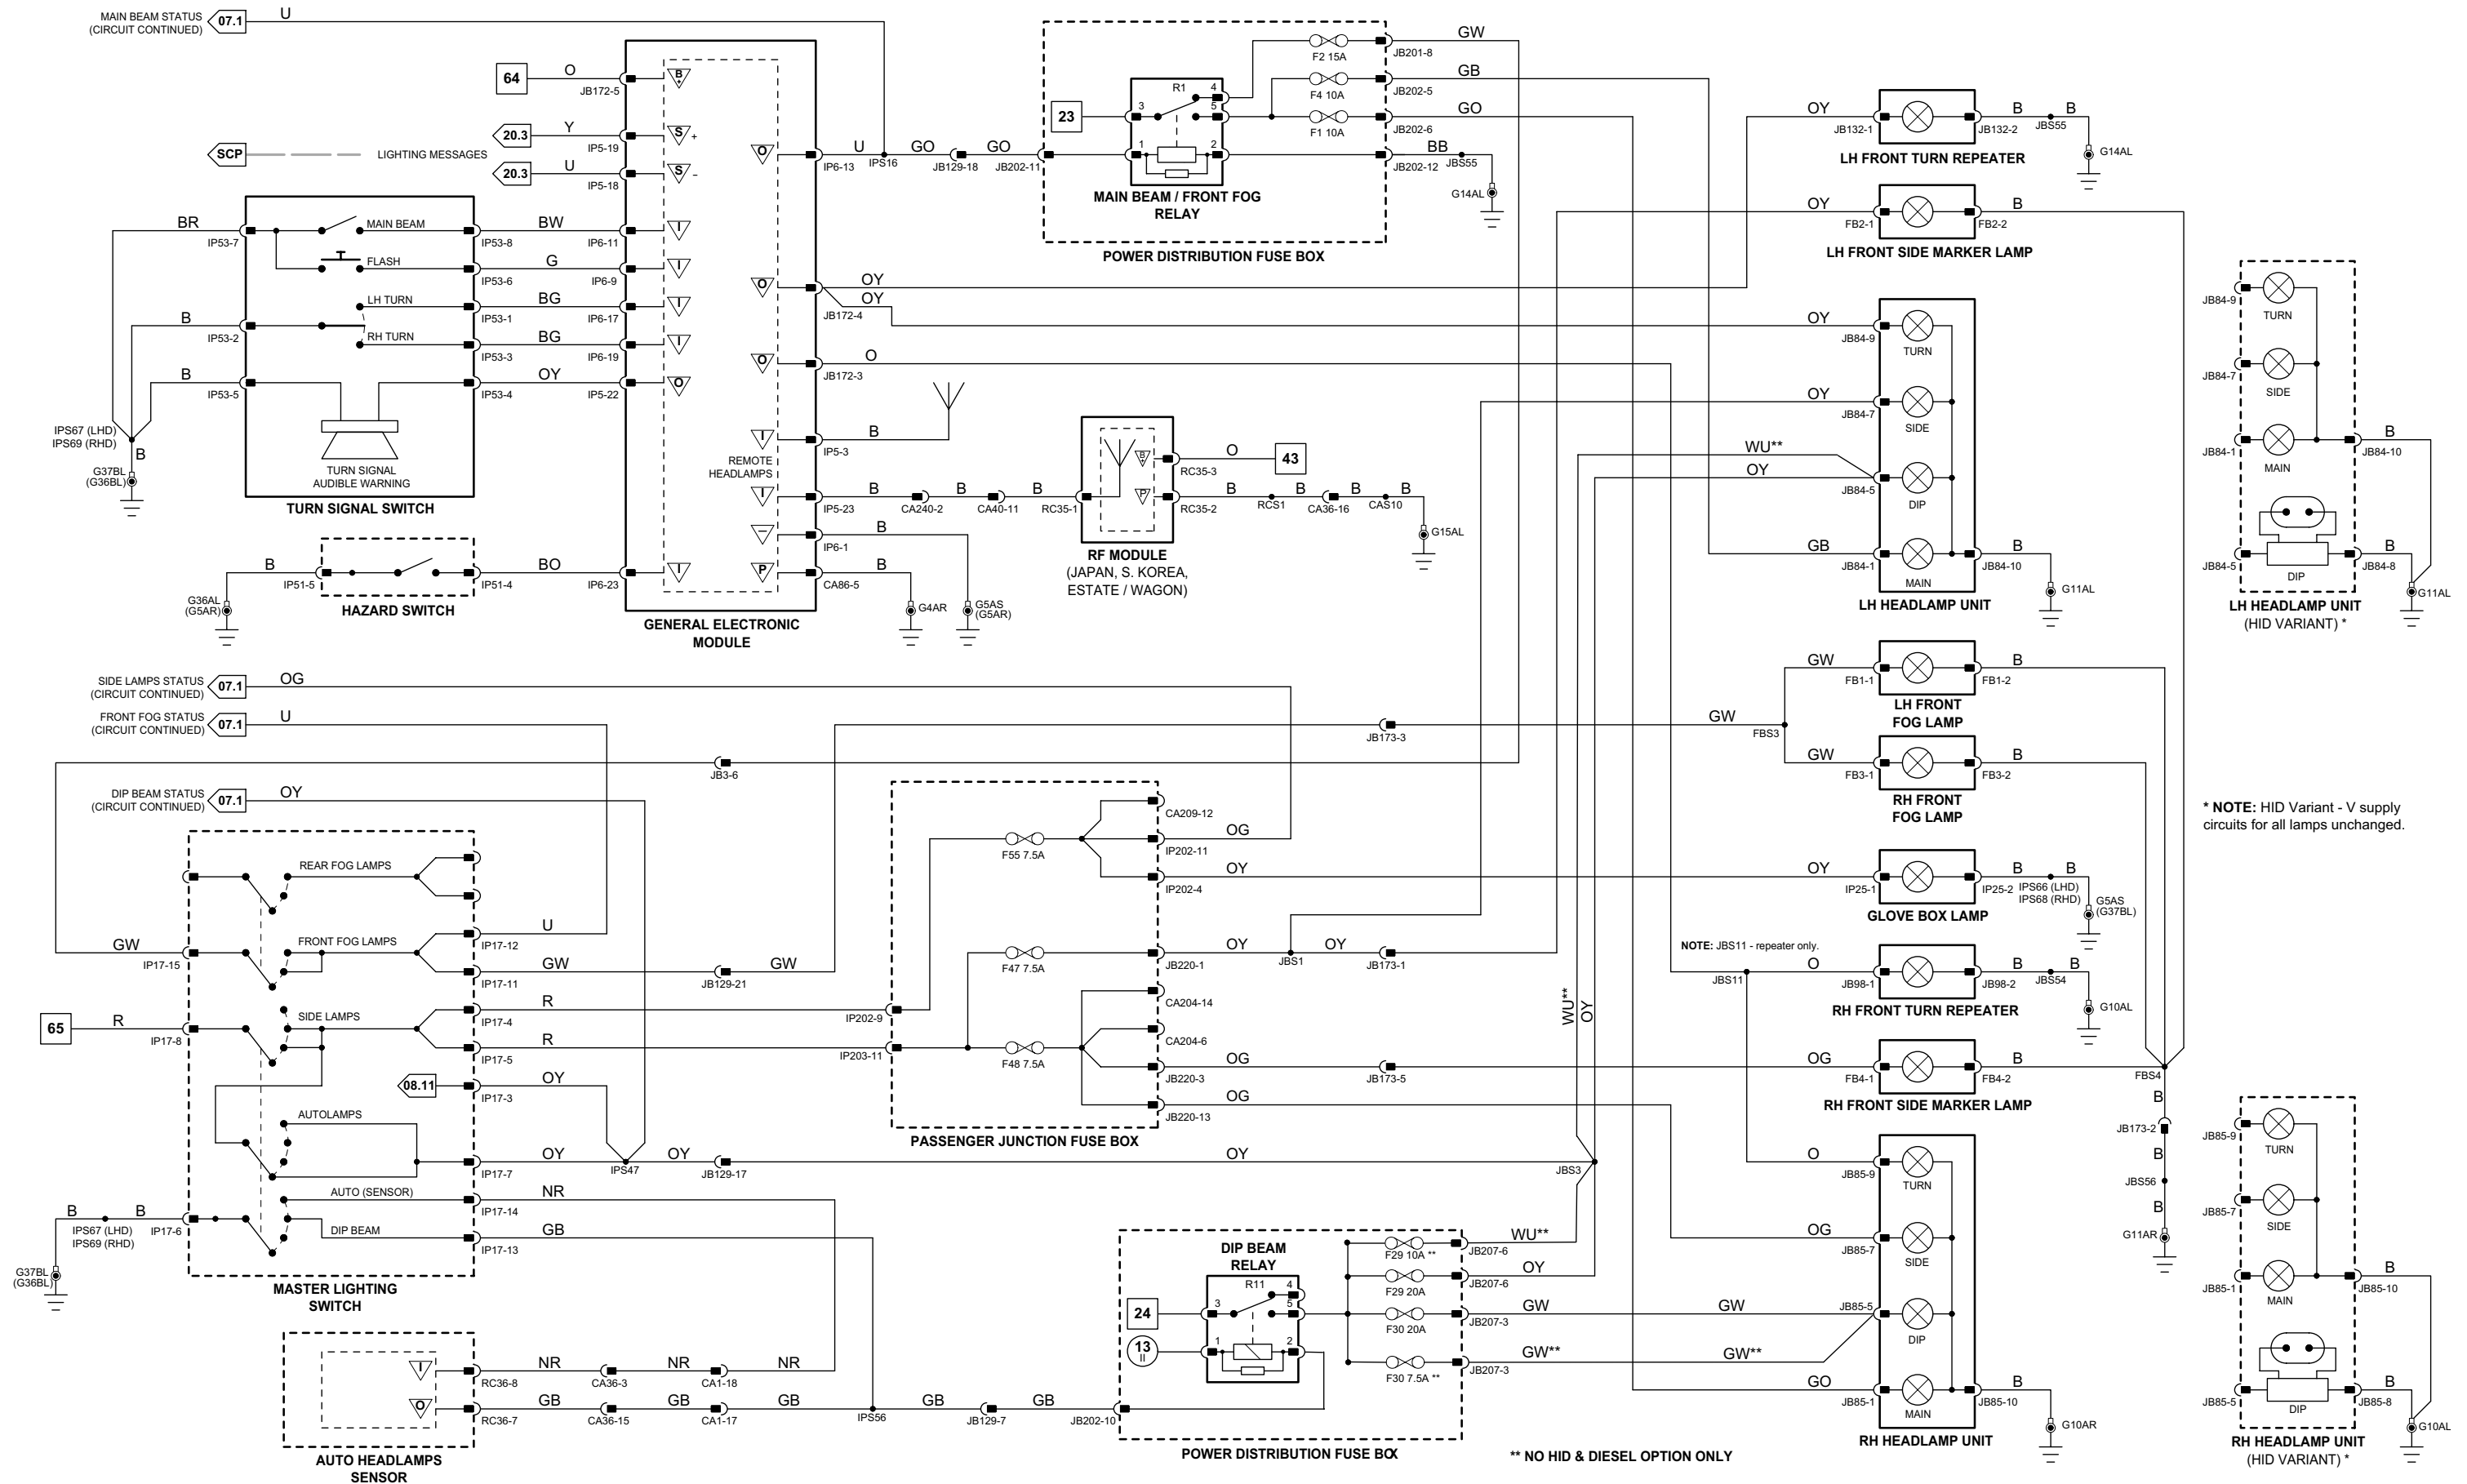 MAIN BEAM STATUS
(CIRCUIT CONTINUED)
07.1
U
64
O
JB172-5
B
+
20.3
Y
IP5-19
S
+
SCP
LIGHTING MESSAGES
20.3
U
IP5-18
S
-
BR
IP53-7
MAIN BEAM
IP53-8
BW
IP6-11
I
FLASH
IP53-6
G
IP6-9
I
LH TURN
IP53-1
BG
IP6-17
I
B
IP53-2
RH TURN
IP53-3
BG
IP6-19
I
B
IP53-5
IP53-4
OY
IP5-22
O
IPS67 (LHD)
IPS69 (RHD)
B
G37BL
(G36BL)
TURN SIGNAL
AUDIBLE WARNING
TURN SIGNAL SWITCH
B
IP51-5
IP51-4
BO
IP6-23
I
G36AL
(G5AR)
HAZARD SWITCH
O
IP6-13
U
IPS16
GO
JB129-18
GO
JB202-11
O
OY
OY
JB172-4
O
O
JB172-3
I
B
IP5-3
REMOTE
HEADLAMPS
I
B
IP5-23
CA240-2
B
CA40-11
B
RC35-1
B
IP6-1
P
B
CA86-5
G4AR
G5AS
(G5AR)
GENERAL ELECTRONIC
MODULE
B
+
RC35-3
O
43
P
RC35-2
B
RCS1
B
CA36-16
B
CAS10
B
G15AL
RF MODULE
(JAPAN, S. KOREA,
ESTATE / WAGON)
23
R1
3
4
5
1
2
F2 15A
JB201-8
GW
F4 10A
JB202-5
GB
F1 10A
JB202-6
GO
JB202-12
BB
JBS55
G14AL
MAIN BEAM / FRONT FOG
RELAY
POWER DISTRIBUTION FUSE BOX
OY
JB132-1
JB132-2
B
JBS55
B
G14AL
LH FRONT TURN REPEATER
OY
FB2-1
FB2-2
B
LH FRONT SIDE MARKER LAMP
OY
JB84-9
TURN
OY
JB84-7
SIDE
WU**
OY
JB84-5
DIP
GB
JB84-1
MAIN
JB84-10
B
G11AL
LH HEADLAMP UNIT
JB84-9
TURN
JB84-7
SIDE
JB84-1
MAIN
JB84-10
B
JB84-5
DIP
JB84-8
B
G11AL
LH HEADLAMP UNIT
(HID VARIANT) *
SIDE LAMPS STATUS
(CIRCUIT CONTINUED)
07.1
OG
FRONT FOG STATUS
(CIRCUIT CONTINUED)
07.1
U
JB3-6
DIP BEAM STATUS
(CIRCUIT CONTINUED)
07.1
OY
JB173-3
GW
FBS3
GW
FB1-1
FB1-2
B
LH FRONT
FOG LAMP
GW
FB3-1
FB3-2
B
RH FRONT
FOG LAMP
* NOTE: HID Variant - V supply
circuits for all lamps unchanged.
REAR FOG LAMPS
GW
IP17-15
FRONT FOG LAMPS
IP17-12
U
IP17-11
GW
JB129-21
GW
65
R
IP17-8
SIDE LAMPS
IP17-4
R
IP202-9
IP17-5
R
IP203-11
08.11
IP17-3
OY
AUTOLAMPS
IP17-7
OY
IPS47
OY
JB129-17
OY
JBS3
AUTO (SENSOR)
IP17-14
NR
B
IPS67 (LHD)
IPS69 (RHD)
B
IP17-6
DIP BEAM
IP17-13
GB
G37BL
(G36BL)
MASTER LIGHTING
SWITCH
F55 7.5A
CA209-12
IP202-11
OG
IP202-4
OY
F47 7.5A
JB220-1
OY
JBS1
OY
JB173-1
CA204-14
CA204-6
F48 7.5A
JB220-3
OG
JB173-5
JB220-13
OG
PASSENGER JUNCTION FUSE BOX
WU**
OY
OY
IP25-1
IP25-2
B
IPS66 (LHD)
IPS68 (RHD)
B
G5AS
(G37BL)
GLOVE BOX LAMP
NOTE: JBS11 - repeater only.
JBS11
O
JB98-1
JB98-2
B
JBS54
B
G10AL
RH FRONT TURN REPEATER
OG
FB4-1
FB4-2
B
FBS4
RH FRONT SIDE MARKER LAMP
B
JB173-2
B
JBS56
B
G11AR
O
JB85-9
TURN
OG
JB85-7
SIDE
JB85-5
DIP
GO
JB85-1
MAIN
JB85-10
B
G10AR
RH HEADLAMP UNIT
JB85-9
TURN
JB85-7
SIDE
JB85-1
MAIN
JB85-10
B
JB85-5
DIP
JB85-8
B
G10AL
RH HEADLAMP UNIT
(HID VARIANT) *
I
RC36-8
NR
CA36-3
NR
CA1-18
NR
O
RC36-7
GB
CA36-15
GB
CA1-17
GB
IPS56
GB
JB129-7
GB
JB202-10
AUTO HEADLAMPS
SENSOR
DIP BEAM
RELAY
R11
24
13
II
3
4
5
1
2
F29 10A **
JB207-6
WU**
F29 20A
JB207-6
OY
F30 20A
JB207-3
GW
GW
F30 7.5A **
JB207-3
GW**
GW**
POWER DISTRIBUTION FUSE BOX
** NO HID & DIESEL OPTION ONLY